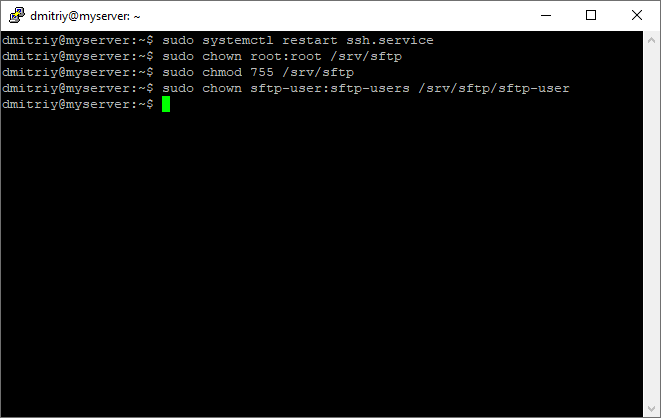 dmitriy@myserver: ~
dmitriy@myserver:~$ sudo systemctl restart ssh.service
dmitriy@myserver:~$ sudo chown root:root /srv/sftp
dmitriy@myserver:~$ sudo chmod 755 /srv/sftp
dmitriy@myserver:~$ sudo chown sftp-user:sftp-users /srv/sftp/sftp-user
dmitriy@myserver:~$